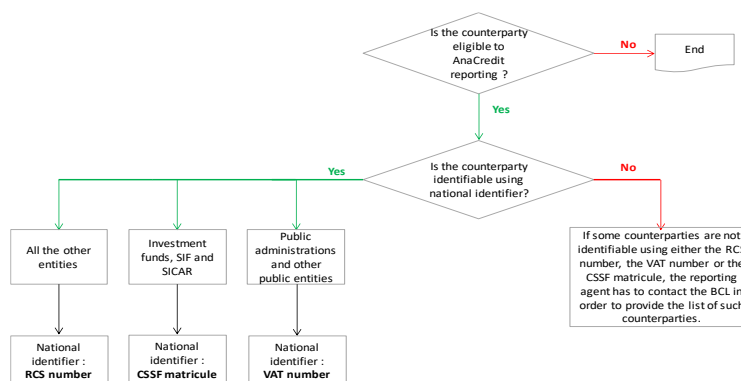 Is the counterparty
eligible to
AnaCredit
reporting ?
No
End
Yes
Is the counterparty
identifiable using
national identifier?
Yes
No
All the other
entities
Investment
funds, SIF and
SICAR
Public
administrations
and other
public entities
If some counterparties are not
identifiable using either the RCS
number, the VAT number or the
CSSF matricule, the reporting
agent has to contact the BCL in
order to provide the list of such
counterparties.
National
identifier :
RCS number
National
identifier :
CSSF matricule
National
identifier :
VAT number